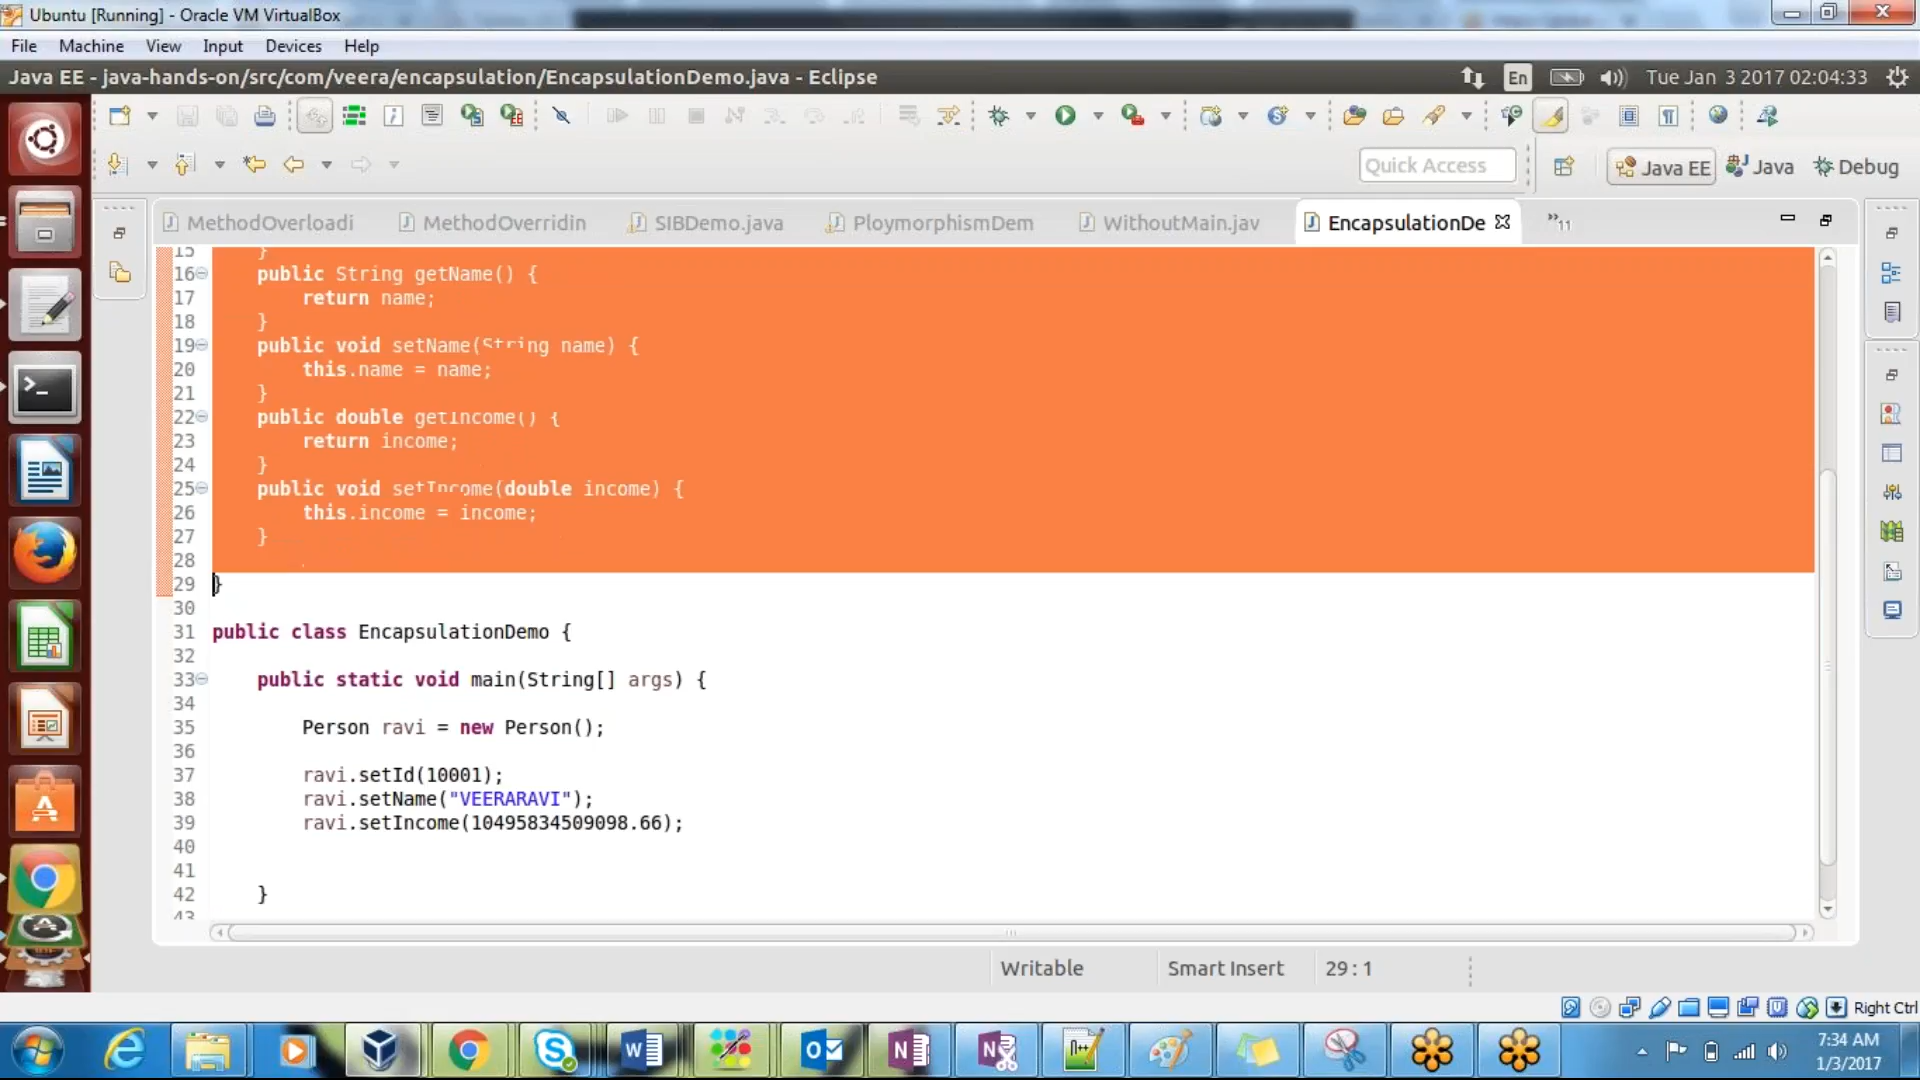 Ubuntu [Running] - Oracle VM VirtualBox
File Machine View Input Devices Help
Java EE - java-hands-on/src/com/veera/encapsulation/EncapsulationDemo.java - Eclipse
En
Tue Jan 3 2017 02:04:33
Quick Access
Java EE
Java
Debug
MethodOverloadi
MethodOverridin
SIBDemo.java
PloymorphismDem
WithoutMain.jav
EncapsulationDe
»11
15 }
16 public String getName() {
17 return name;
18 }
19 public void setName(String name) {
20 this.name = name;
21 }
22 public double getIncome() {
23 return income;
24 }
25 public void setIncome(double income) {
26 this.income = income;
27 }
28
29 }
30
31 public class EncapsulationDemo {
32
33 public static void main(String[] args) {
34
35 Person ravi = new Person();
36
37 ravi.setId(10001);
38 ravi.setName("VEERARAVI");
39 ravi.setIncome(10495834509098.66);
40
41
42 }
43
Writable
Smart Insert
29 : 1
Right Ctrl
7:34 AM
1/3/2017